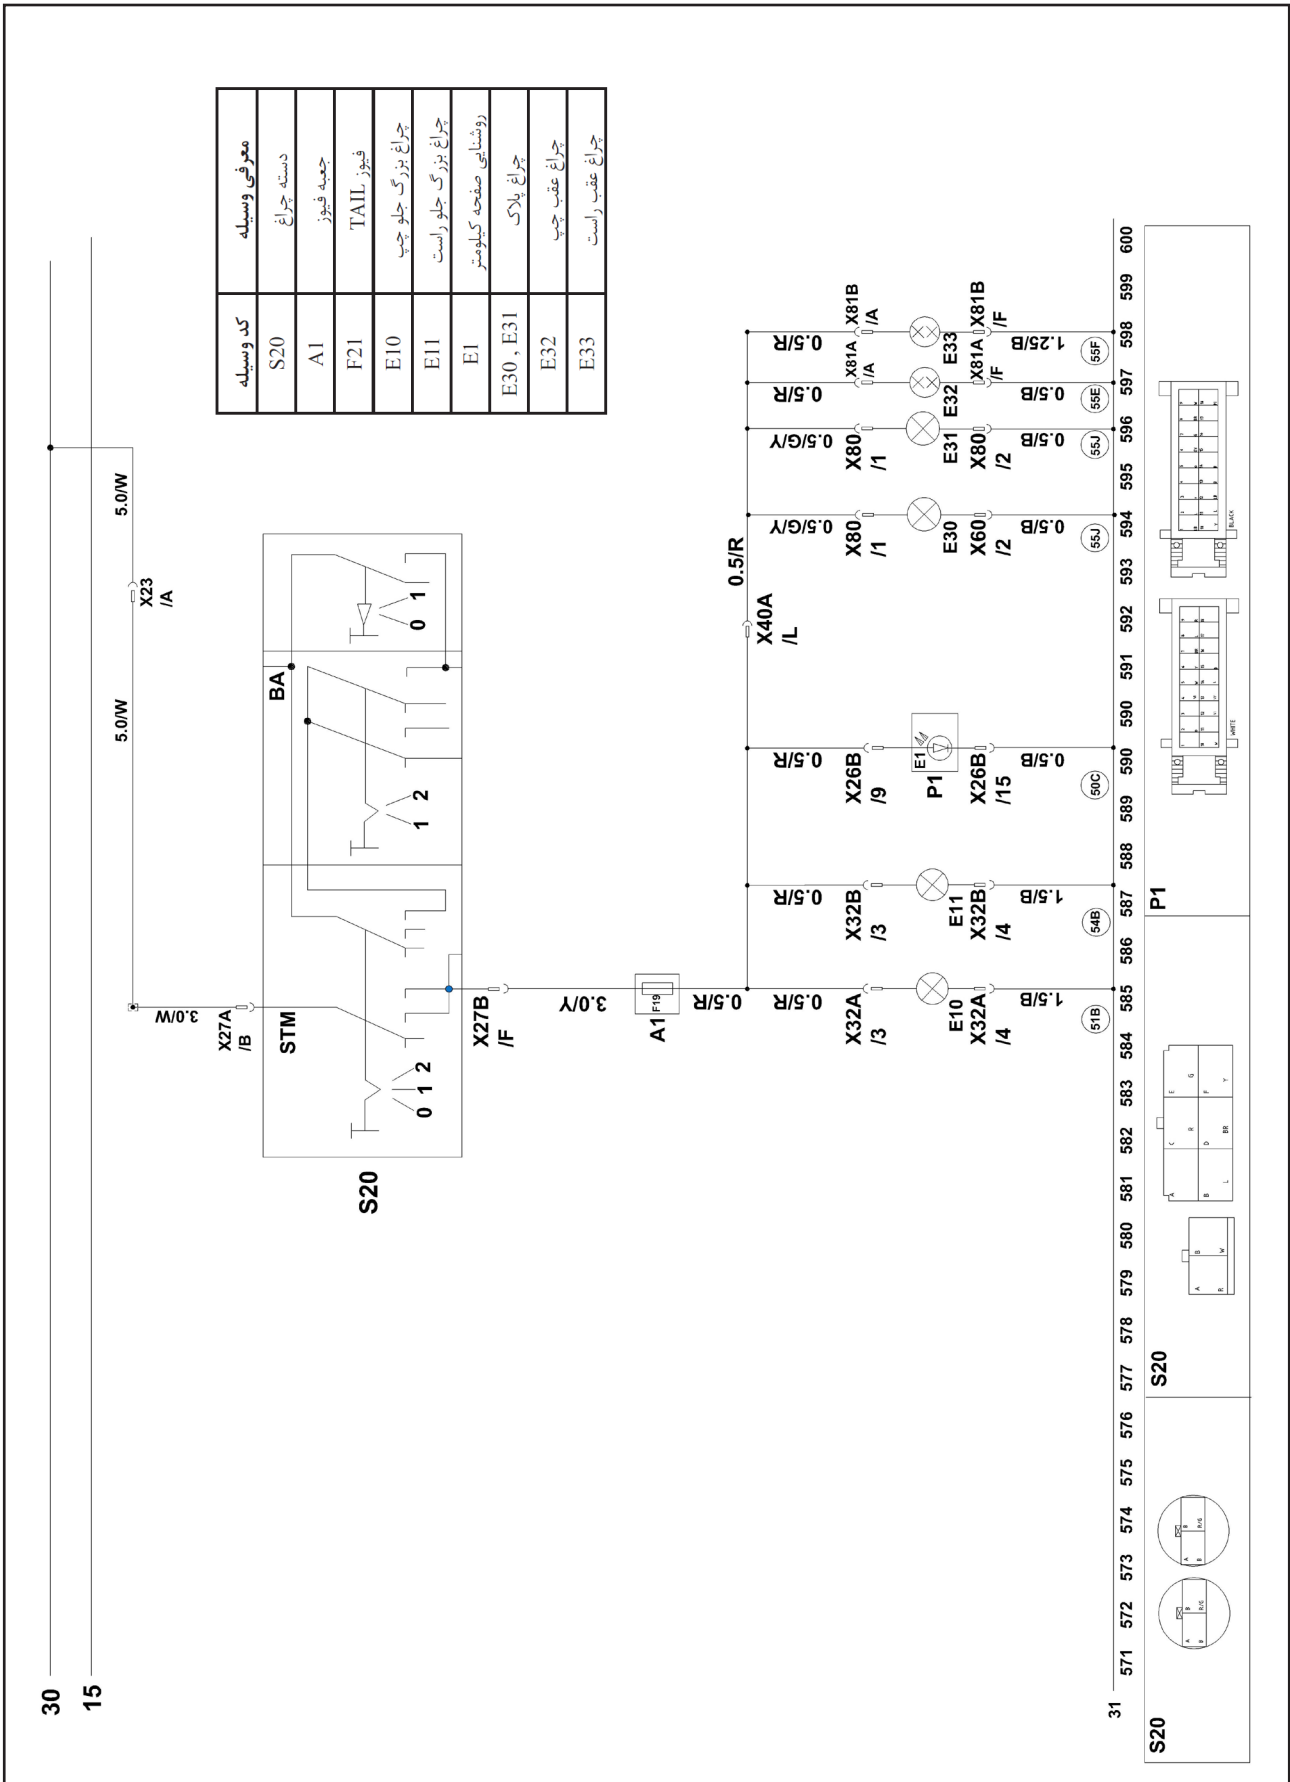 30
15
5.0/W
X23
/A
5.0/W
3.0/W
X27A
/B
STM
BA
0 1 2
1 2
0 1
S20
X27B
/F
3.0/Y
A1
F19
0.5/R
0.5/R
X32A
/3
E10
X32A
/4
1.5/B
51B
0.5/R
X32B
/3
E11
X32B
/4
1.5/B
54B
0.5/R
X26B
/9
E1
P1
X26B
/15
0.5/B
50C
X40A
/L
0.5/R
0.5/G/Y
X80
/1
E30
X60
/2
0.5/B
55J
0.5/G/Y
X80
/1
E31
X80
/2
0.5/B
55J
0.5/R
X81A
/A
E32
X81A
/F
0.5/B
55E
0.5/R
X81B
/A
E33
X81B
/F
1.25/B
55F
کد وسیله معرفی وسیله
S20 دسته چراغ
A1 جعبه فیوز
F21 فیوز TAIL
E10 چراغ بزرگ جلو چپ
E11 چراغ بزرگ جلو راست
E1 روشنایی صفحه کیلومتر
E30 , E31 چراغ پلاک
E32 چراغ عقب چپ
E33 چراغ عقب راست
31
571 572 573 574 575 576 577 578 579 580 581 582 583 584 585 586 587 588 589 590 590 591 592 593 594 595 596 597 598 599 600
S20
A B
B R/G
A B
B R/G
S20
A B
R W
A C E
R G
B D F
L BR Y
P1
WHITE
BLACK